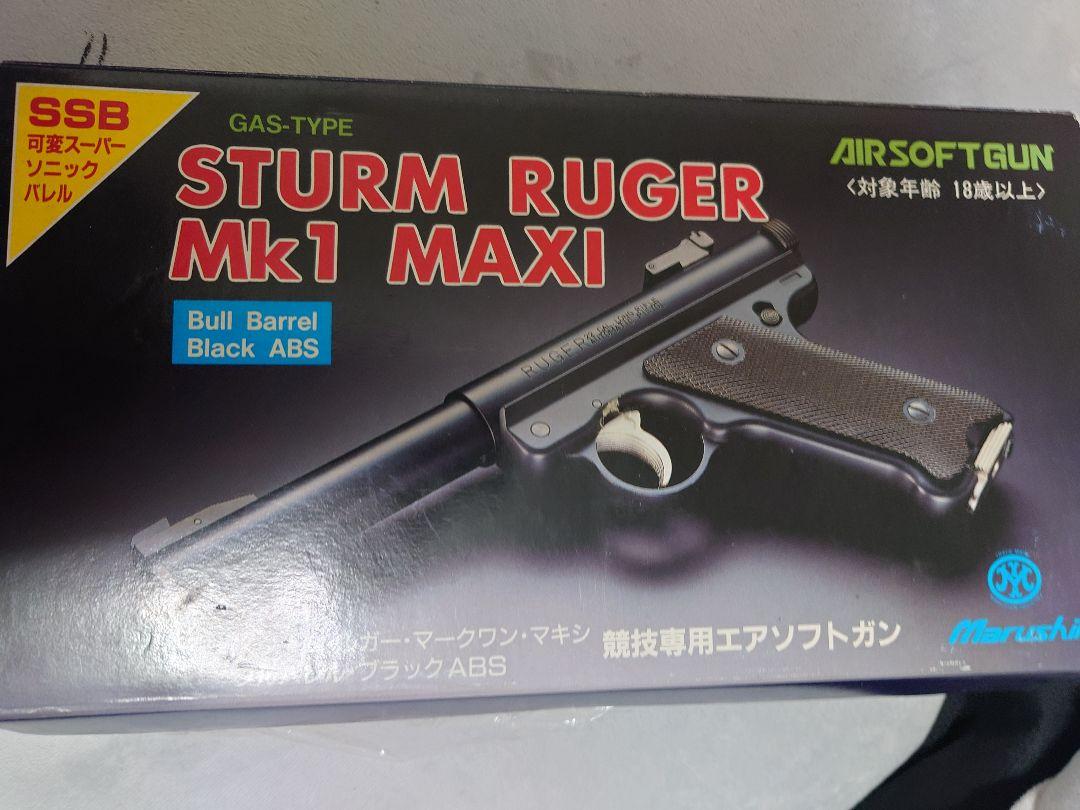 SSB
可変スーパー
ソニック
バレル
GAS-TYPE
STURM RUGER
Mk1 MAXI
Bull Barrel
Black ABS
AIRSOFTGUN
〈対象年齢 18歳以上〉
RUGER
ガー・マークワン・マキシ
ブラックABS
競技専用エアソフトガン
Marushin